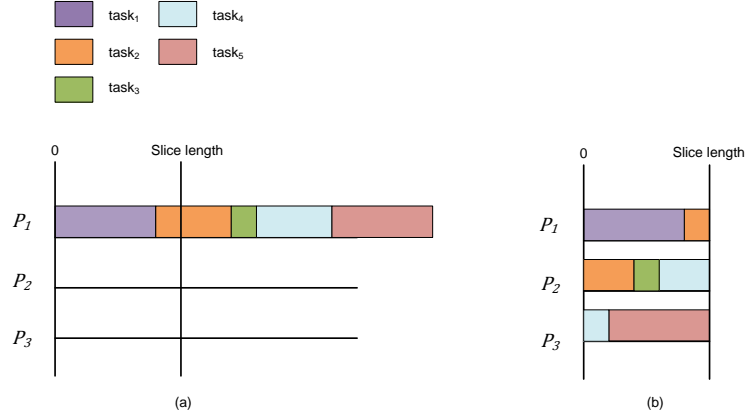 task₁ task₄
task₂ task₅
task₃
0 Slice length
P₁
P₂
P₃
(a)
0 Slice length
P₁
P₂
P₃
(b)